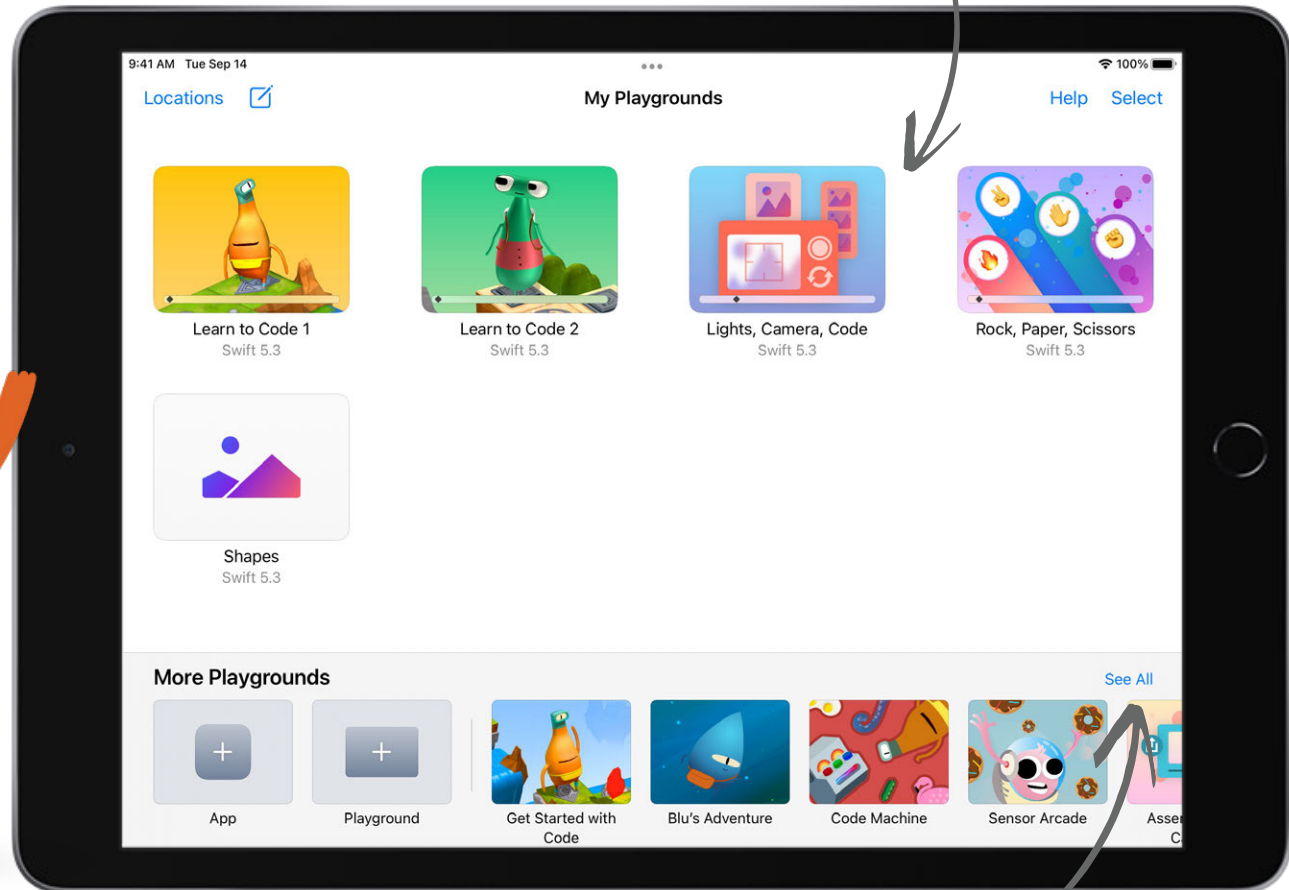 9:41 AM Tue Sep 14
100%
Locations
My Playgrounds
Help Select
Learn to Code 1
Swift 5.3
Learn to Code 2
Swift 5.3
Lights, Camera, Code
Swift 5.3
Rock, Paper, Scissors
Swift 5.3
Shapes
Swift 5.3
More Playgrounds
See All
App
Playground
Get Started with
Code
Blu's Adventure
Code Machine
Sensor Arcade